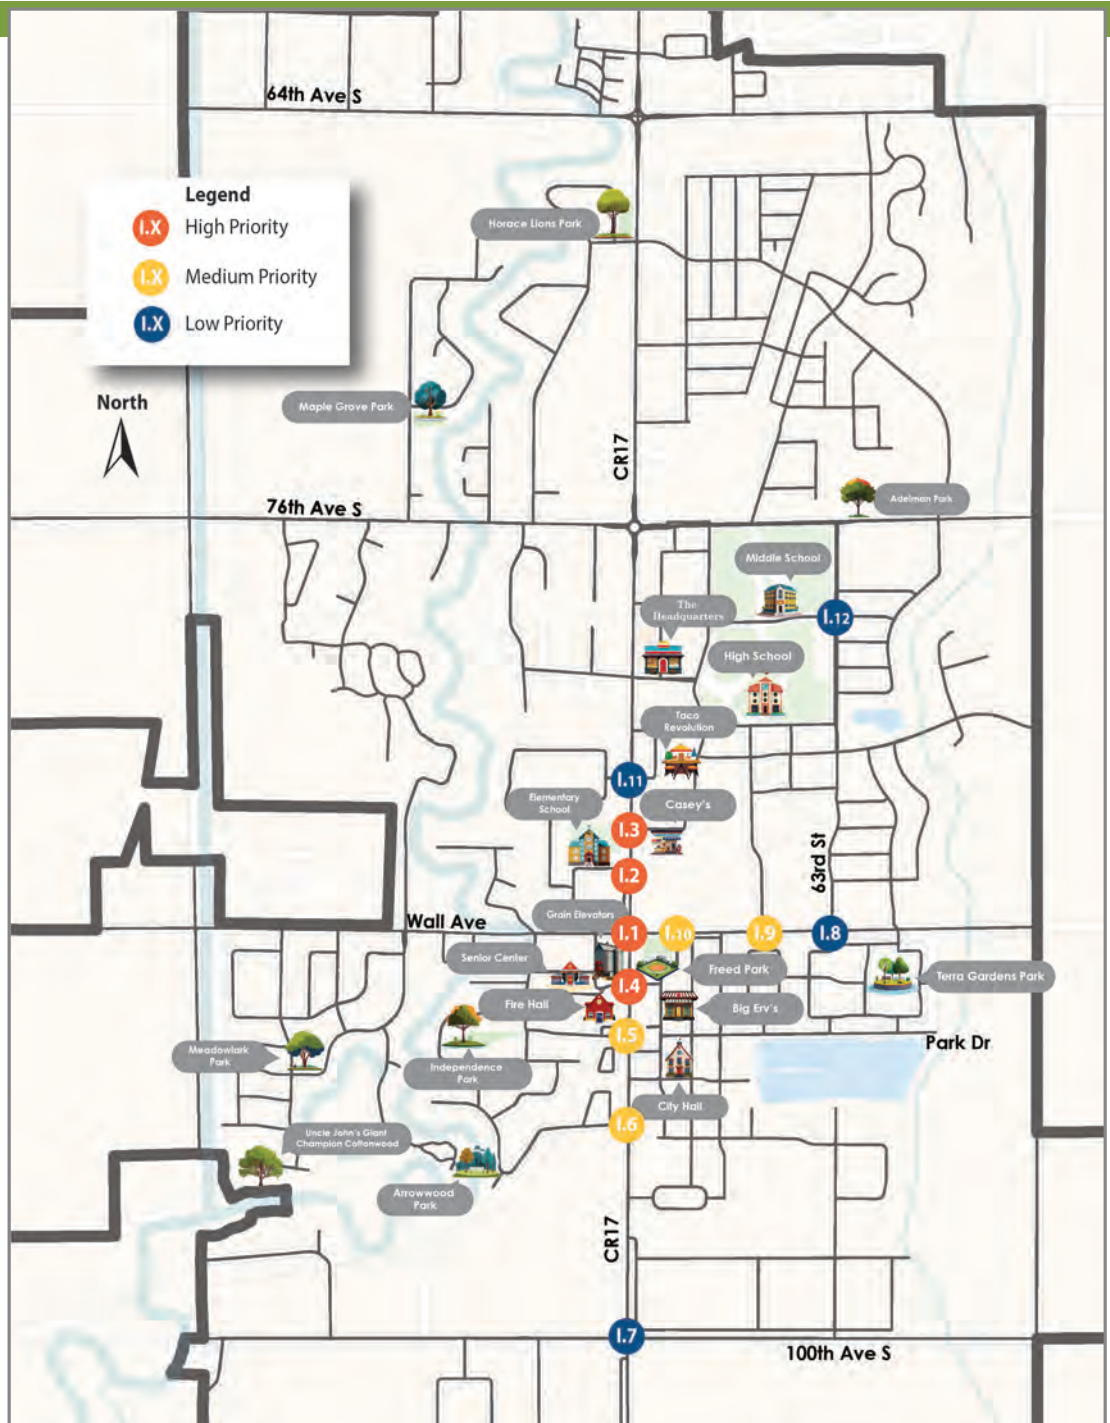 64th Ave S
Legend
I.X High Priority
I.X Medium Priority
I.X Low Priority
Horace Lions Park
North
Maple Grove Park
CR17
76th Ave S
Adelman Park
Middle School
The
Headquarters
I.12
High School
Taco
Revolution
I.11
Elementary
School
Casey's
I.3
63rd St
I.2
Wall Ave
Grain Elevators
I.1
I.10
I.9
I.8
Senior Center
Freed Park
Terra Gardens Park
I.4
Fire Hall
Big Erv's
I.5
Park Dr
Meadowlark
Park
Independence
Park
City Hall
I.6
Uncle John's Giant
Champion Cottonwood
Arrowwood
Park
CR17
I.7
100th Ave S